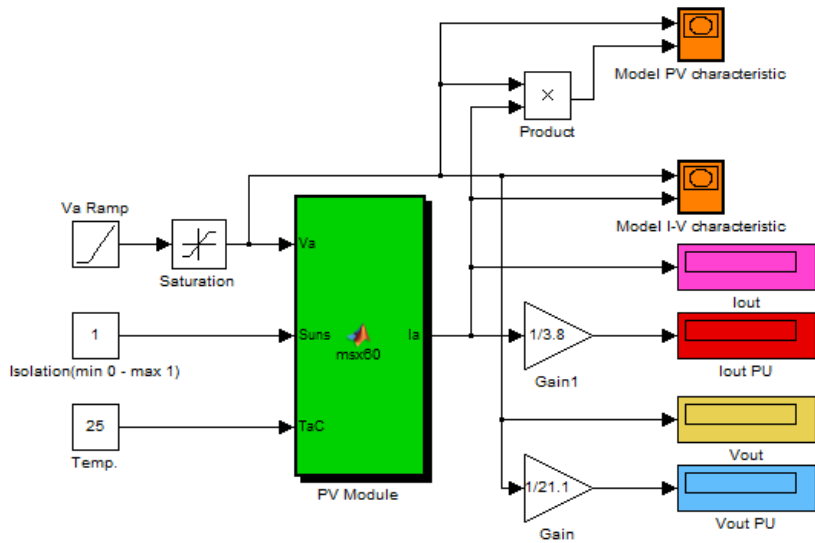 Model PV characteristic
×
Product
Va Ramp
Saturation
Model I-V characteristic
Va
Iout
1
Suns
msx60
Ia
1/3.8
Isolation(min 0 - max 1)
Gain1
Iout PU
25
TaC
Temp.
Vout
PV Module
1/21.1
Gain
Vout PU